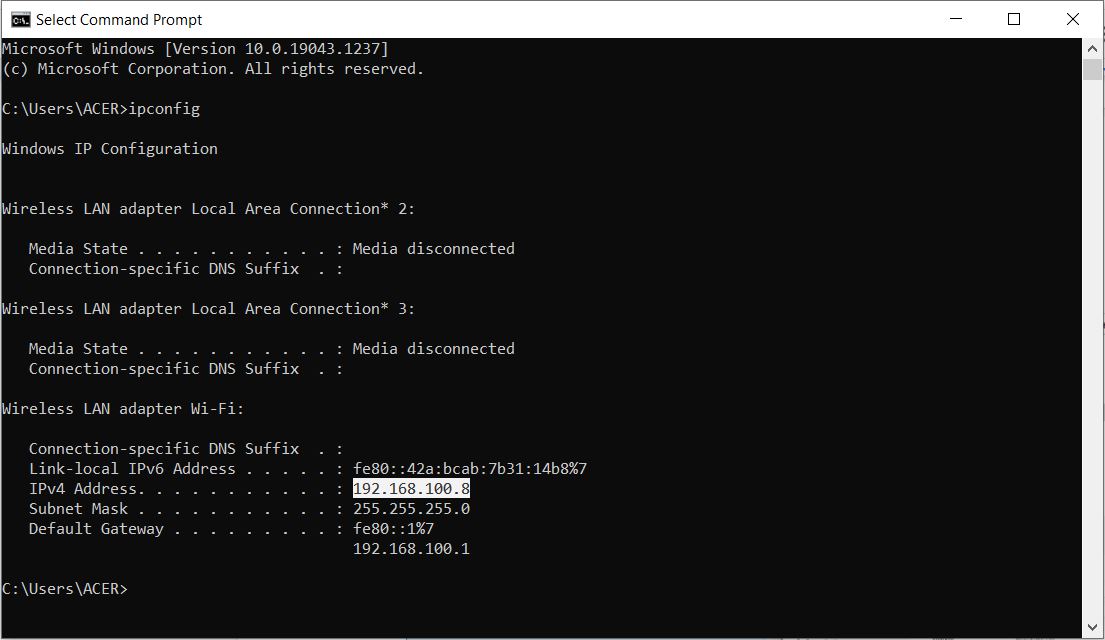 Select Command Prompt
Microsoft Windows [Version 10.0.19043.1237]
(c) Microsoft Corporation. All rights reserved.
C:\Users\ACER>ipconfig
Windows IP Configuration
Wireless LAN adapter Local Area Connection* 2:
Media State . . . . . . . . . . . : Media disconnected
Connection-specific DNS Suffix  . :
Wireless LAN adapter Local Area Connection* 3:
Media State . . . . . . . . . . . : Media disconnected
Connection-specific DNS Suffix  . :
Wireless LAN adapter Wi-Fi:
Connection-specific DNS Suffix  . :
Link-local IPv6 Address . . . . . : fe80::42a:bcab:7b31:14b8%7
IPv4 Address. . . . . . . . . . . : 192.168.100.8
Subnet Mask . . . . . . . . . . . : 255.255.255.0
Default Gateway . . . . . . . . . : fe80::1%7
192.168.100.1
C:\Users\ACER>